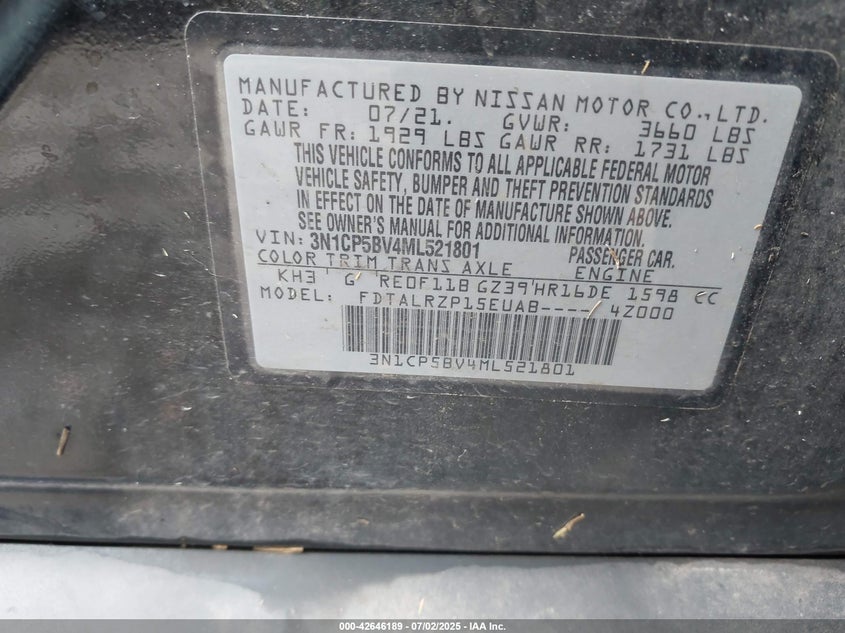 MANUFACTURED BY NISSAN MOTOR CO.,LTD.
DATE: 07/21. GVWR: 3660 LBS
GAWR FR: 1929 LBS GAWR RR: 1731 LBS
THIS VEHICLE CONFORMS TO ALL APPLICABLE FEDERAL MOTOR
VEHICLE SAFETY, BUMPER AND THEFT PREVENTION STANDARDS
IN EFFECT ON THE DATE OF MANUFACTURE SHOWN ABOVE.
SEE OWNER'S MANUAL FOR ADDITIONAL INFORMATION.
VIN: 3N1CP5BV4ML521801 PASSENGER CAR.
COLOR TRIM TRANS AXLE ENGINE
KH3 G RE0F11B GZ39 HR16DE 1598 CC
MODEL: FDTALRZP15EUAB---- 4Z000
3N1CP5BV4ML521801
000-42646189 - 07/02/2025 - IAA Inc.